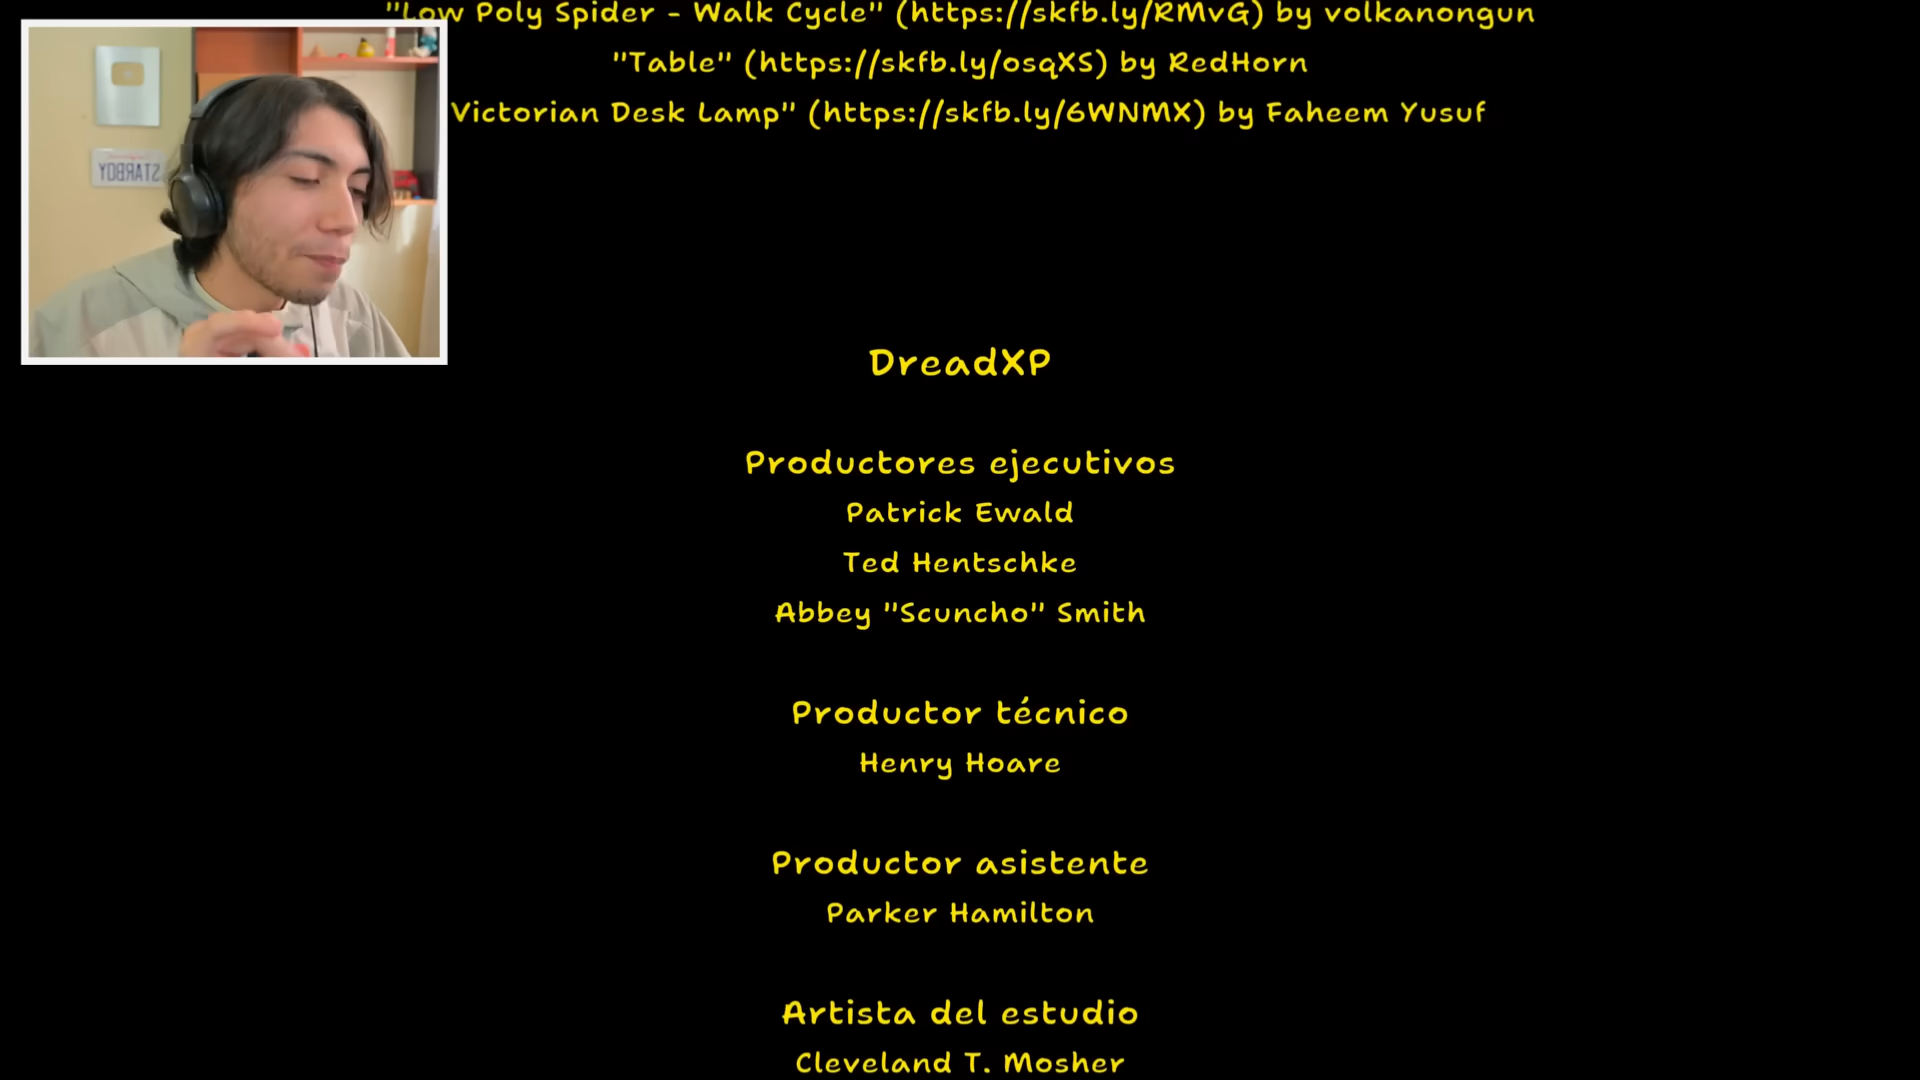 "Low Poly Spider - Walk Cycle" (https://skfb.ly/RMvG) by volkanongun
"Table" (https://skfb.ly/osqXS) by RedHorn
Victorian Desk Lamp" (https://skfb.ly/6WNMX) by Faheem Yusuf
STARBOY
DreadXP
Productores ejecutivos
Patrick Ewald
Ted Hentschke
Abbey "Scuncho" Smith
Productor técnico
Henry Hoare
Productor asistente
Parker Hamilton
Artista del estudio
Cleveland T. Mosher